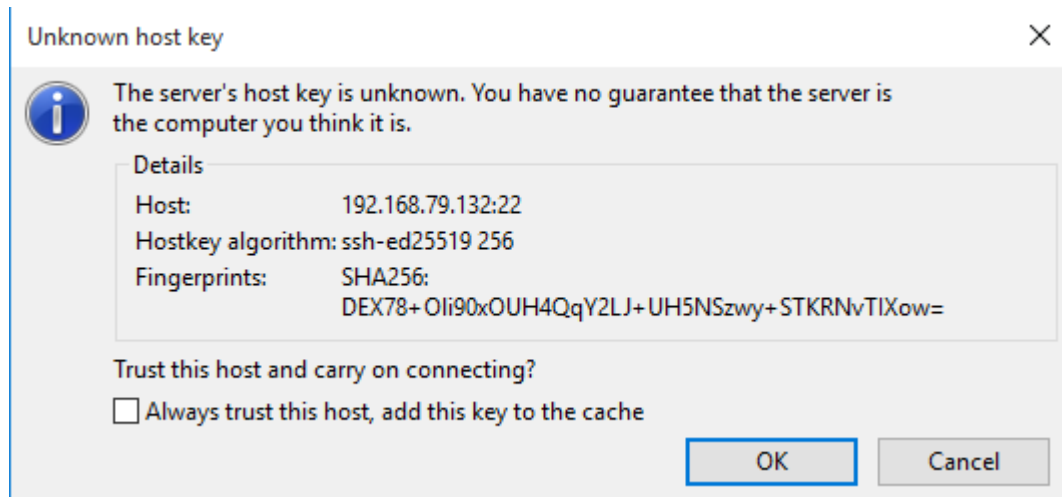 Unknown host key
The server's host key is unknown. You have no guarantee that the server is
the computer you think it is.
Details
Host: 192.168.79.132:22
Hostkey algorithm: ssh-ed25519 256
Fingerprints: SHA256:
DEX78+OIi90xOUH4QqY2LJ+UH5NSzwy+STKRNvTIXow=
Trust this host and carry on connecting?
Always trust this host, add this key to the cache
OK Cancel